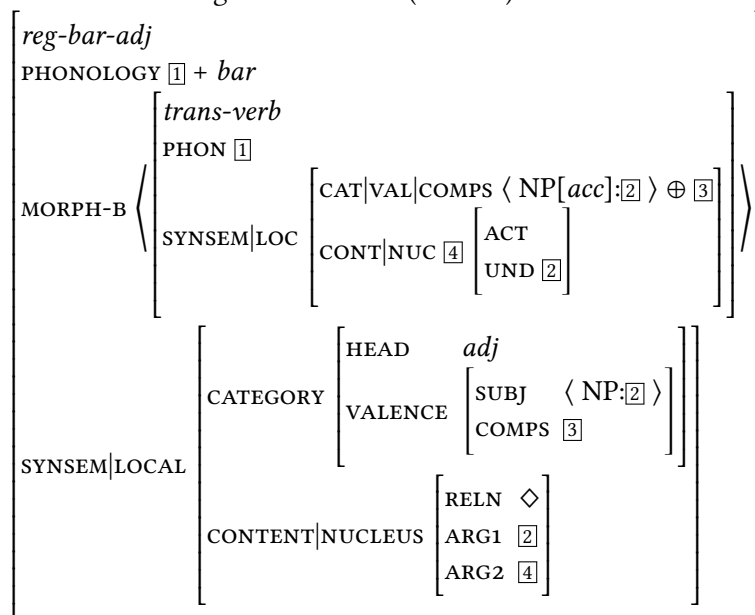 reg-bar-adj
PHONOLOGY 1 + bar
trans-verb
PHON 1
MORPH-B ⟨ SYNSEM|LOC CAT|VAL|COMPS ⟨ NP[acc]:2 ⟩ ⊕ 3 ⟩
CONT|NUC 4 ACT
UND 2
HEAD adj
CATEGORY VALENCE SUBJ ⟨ NP:2 ⟩
COMPS 3
SYNSEM|LOCAL
CONTENT|NUCLEUS RELN ◇
ARG1 2
ARG2 4